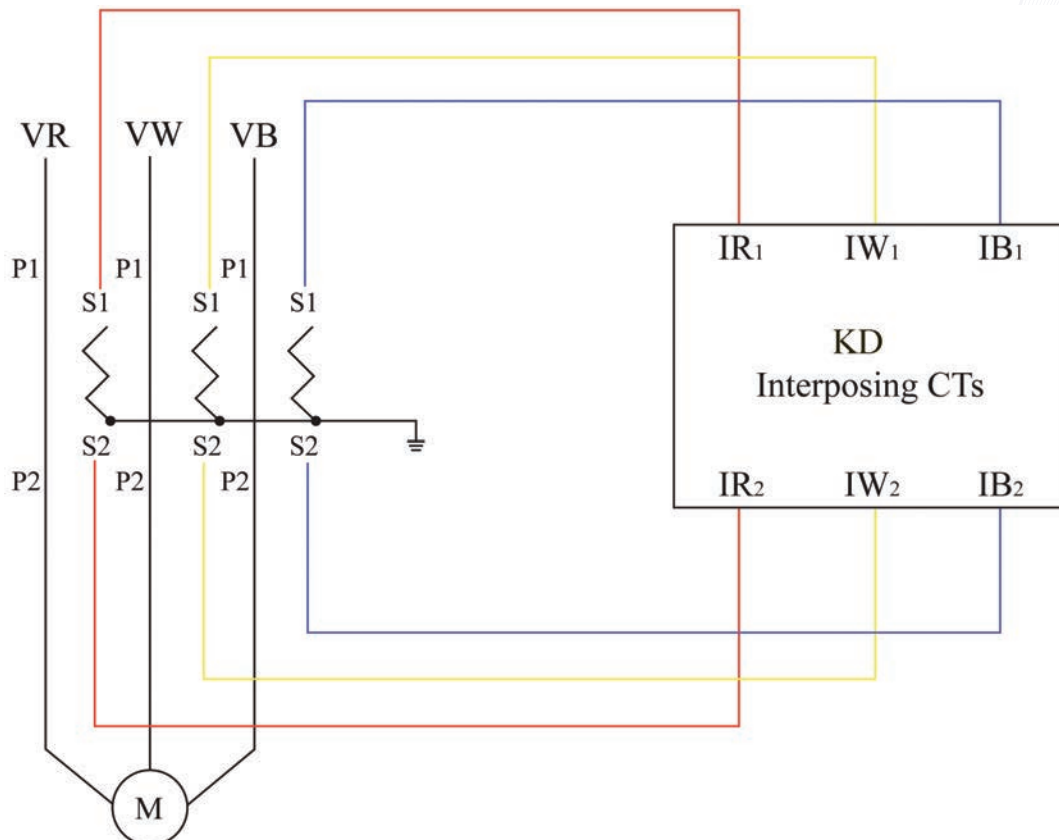 VR VW VB
P1 P1 P1
S1 S1 S1
IR₁ IW₁ IB₁
KD
Interposing CTs
S2 S2 S2
P2 P2 P2
IR₂ IW₂ IB₂
M